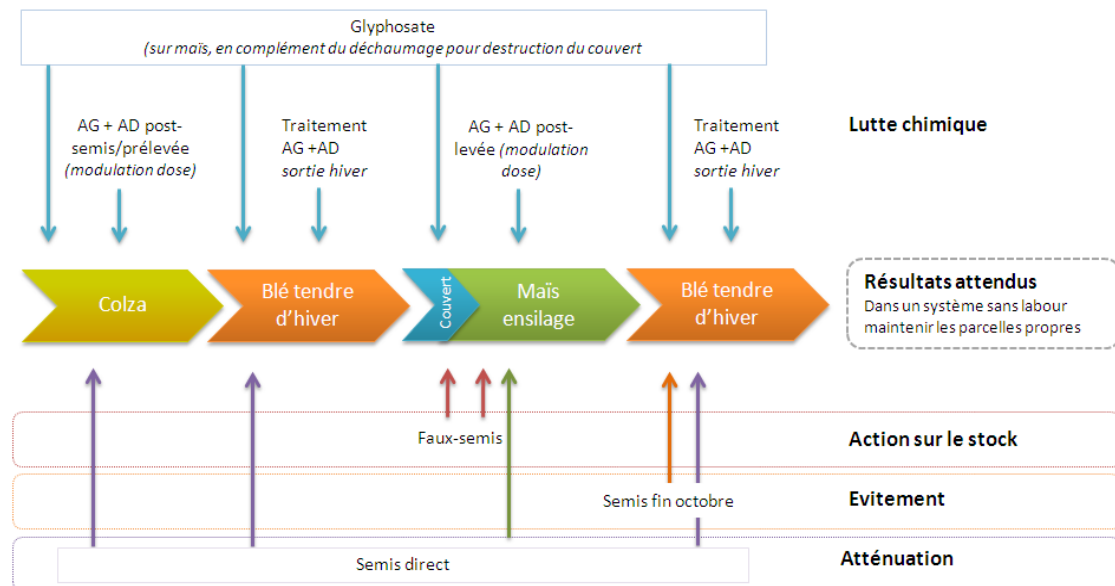 Glyphosate
(sur maïs, en complément du déchaumage pour destruction du couvert
AG + AD post-
semis/prélevée
(modulation dose)
Traitement
AG +AD
sortie hiver
AG + AD post-
levée (modulation
dose)
Traitement
AG +AD
sortie hiver
Lutte chimique
Colza
Blé tendre
d’hiver
Couvert
Maïs
ensilage
Blé tendre
d’hiver
Résultats attendus
Dans un système sans labour
maintenir les parcelles propres
Faux-semis
Action sur le stock
Semis fin octobre
Evitement
Semis direct
Atténuation